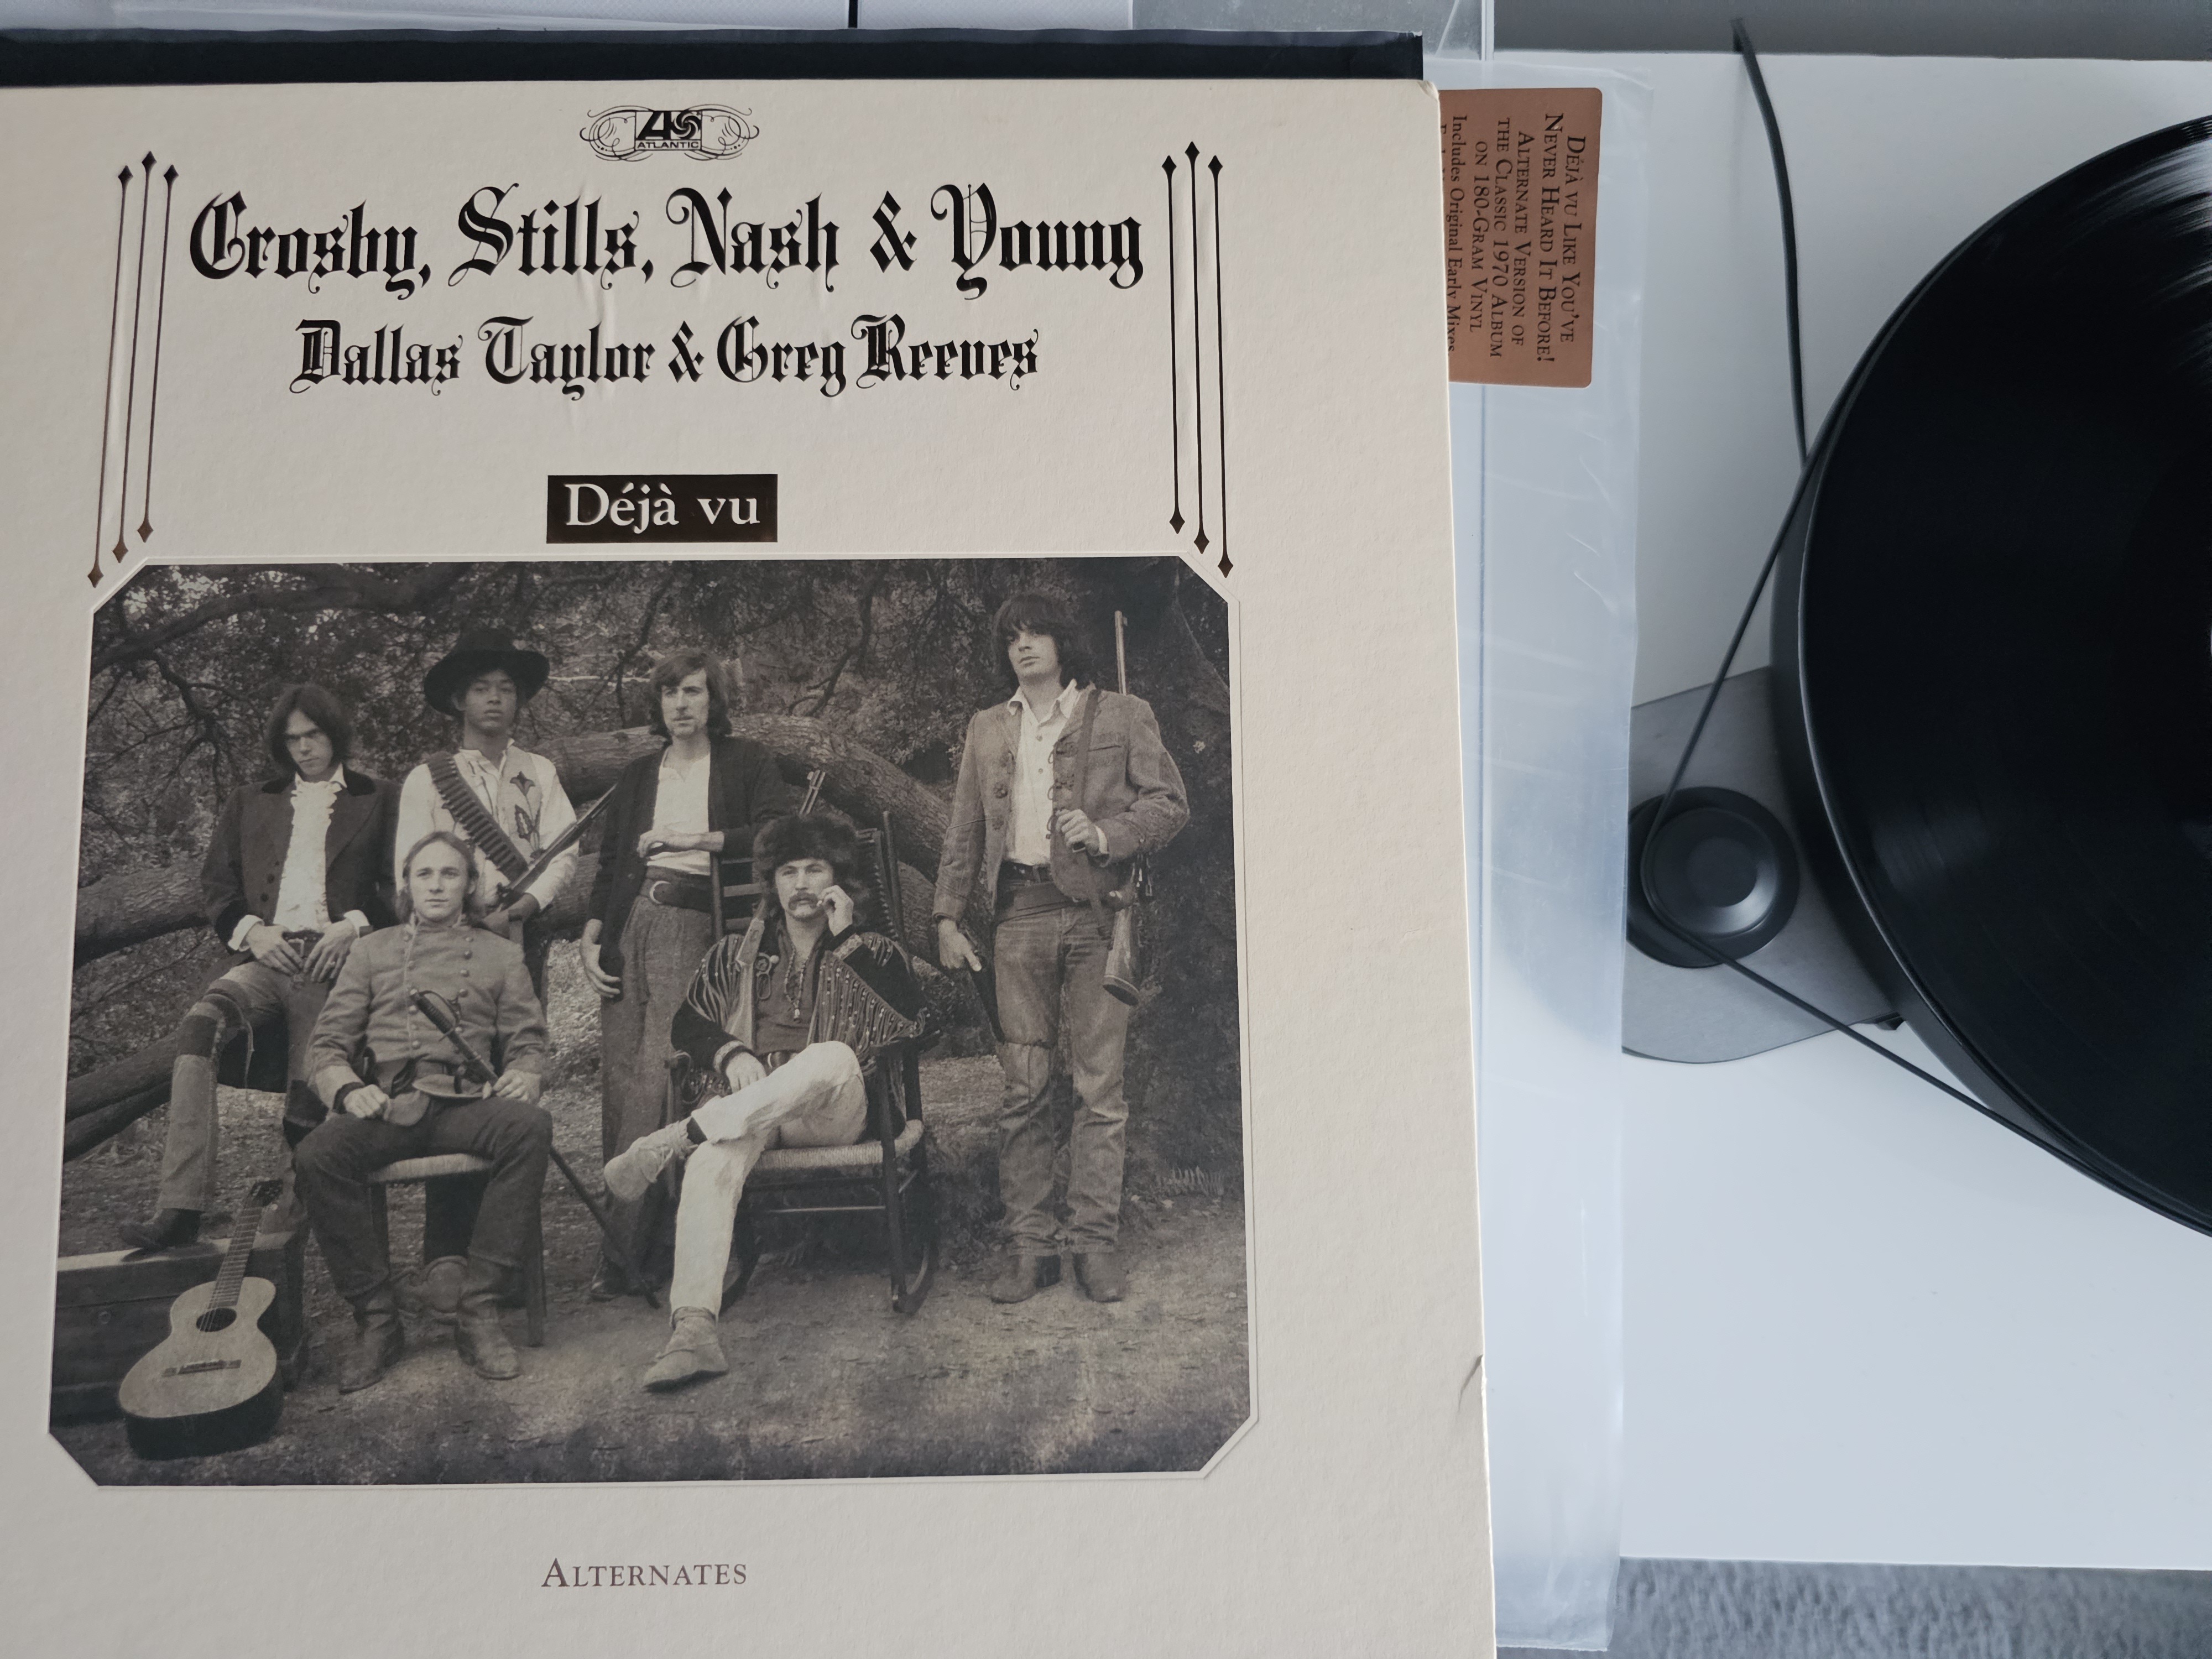 ATLANTIC
Crosby, Stills, Nash & Young
Dallas Taylor & Greg Reeves
Déjà vu
ALTERNATES
DÉJÀ VU LIKE YOU'VE
NEVER HEARD IT BEFORE!
ALTERNATE VERSION OF
THE CLASSIC 1970 ALBUM
ON 180-GRAM VINYL
Includes Original Early Mixes